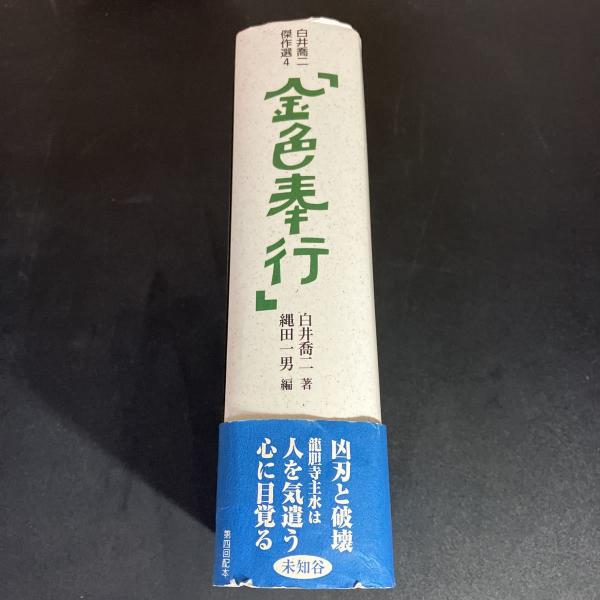 白井喬二
傑作選4
「金色奉行」
白井喬二 著
縄田一男 編
凶刃と破壊
龍胆寺主水は
人を気遣う
心に目覚る
未知谷
第四回配本